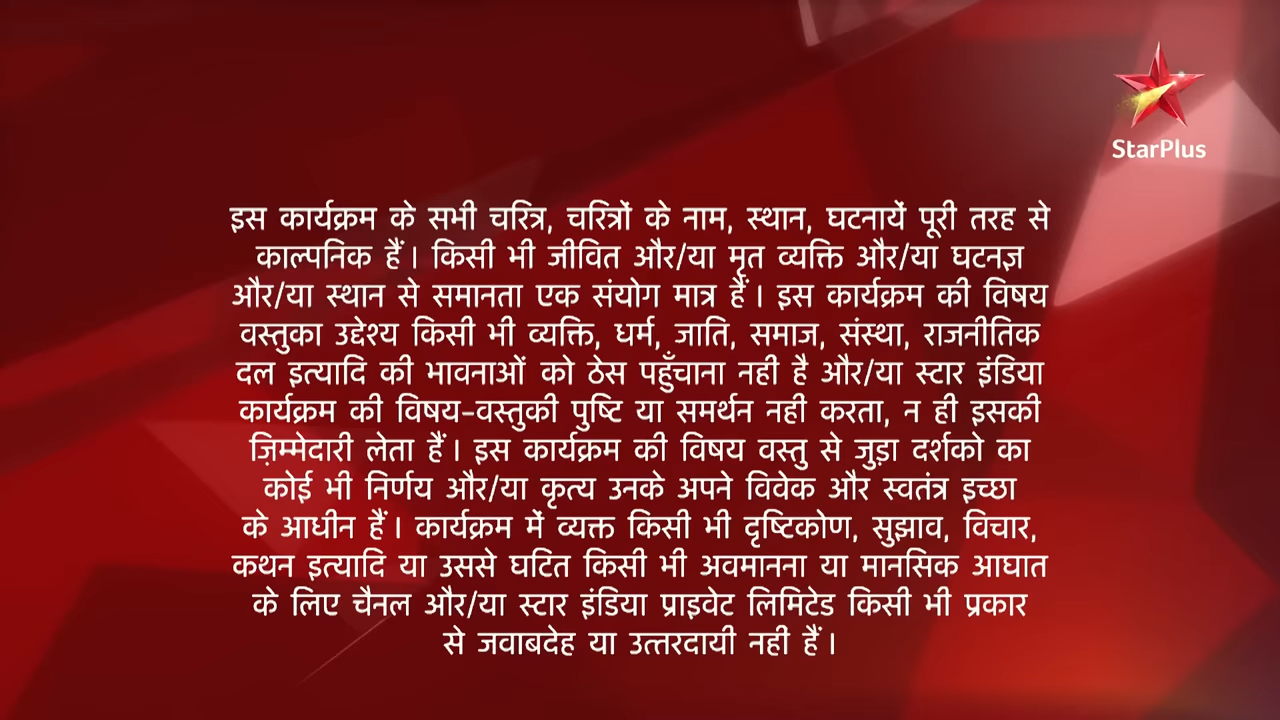 StarPlus
इस कार्यक्रम के सभी चरित्र, चरित्रों के नाम, स्थान, घटनायें पूरी तरह से
काल्पनिक हैं। किसी भी जीवित और/या मृत व्यक्ति और/या घटनज्ञ
और/या स्थान से समानता एक संयोग मात्र हैं। इस कार्यक्रम की विषय
वस्तुका उद्देश्य किसी भी व्यक्ति, धर्म, जाति, समाज, संस्था, राजनीतिक
दल इत्यादि की भावनाओं को ठेस पहुँचाना नही है और/या स्टार इंडिया
कार्यक्रम की विषय-वस्तुकी पुष्टि या समर्थन नही करता, न ही इसकी
ज़िम्मेदारी लेता हैं। इस कार्यक्रम की विषय वस्तु से जुड़ा दर्शको का
कोई भी निर्णय और/या कृत्य उनके अपने विवेक और स्वतंत्र इच्छा
के आधीन हैं। कार्यक्रम में व्यक्त किसी भी दृष्टिकोण, सुझाव, विचार,
कथन इत्यादि या उससे घटित किसी भी अवमानना या मानसिक आघात
के लिए चैनल और/या स्टार इंडिया प्राइवेट लिमिटेड किसी भी प्रकार
से जवाबदेह या उत्तरदायी नही हैं।